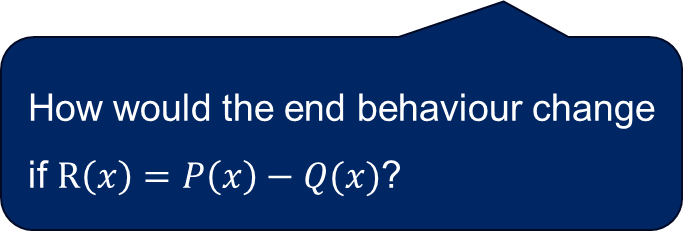 How would the end behaviour change
if R(x) = P(x) − Q(x)?